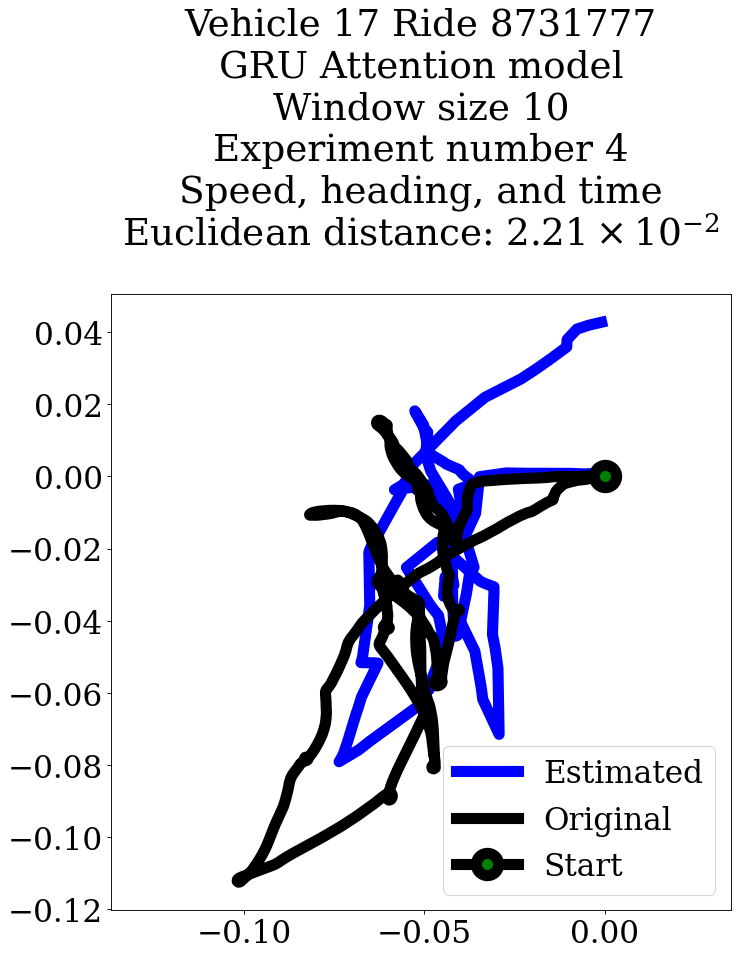 Vehicle 17 Ride 8731777
GRU Attention model
Window size 10
Experiment number 4
Speed, heading, and time
Euclidean distance: 2.21 × 10⁻²
0.04
0.02
0.00
−0.02
−0.04
−0.06
−0.08
−0.10
−0.12
−0.10 −0.05 0.00
Estimated
Original
Start